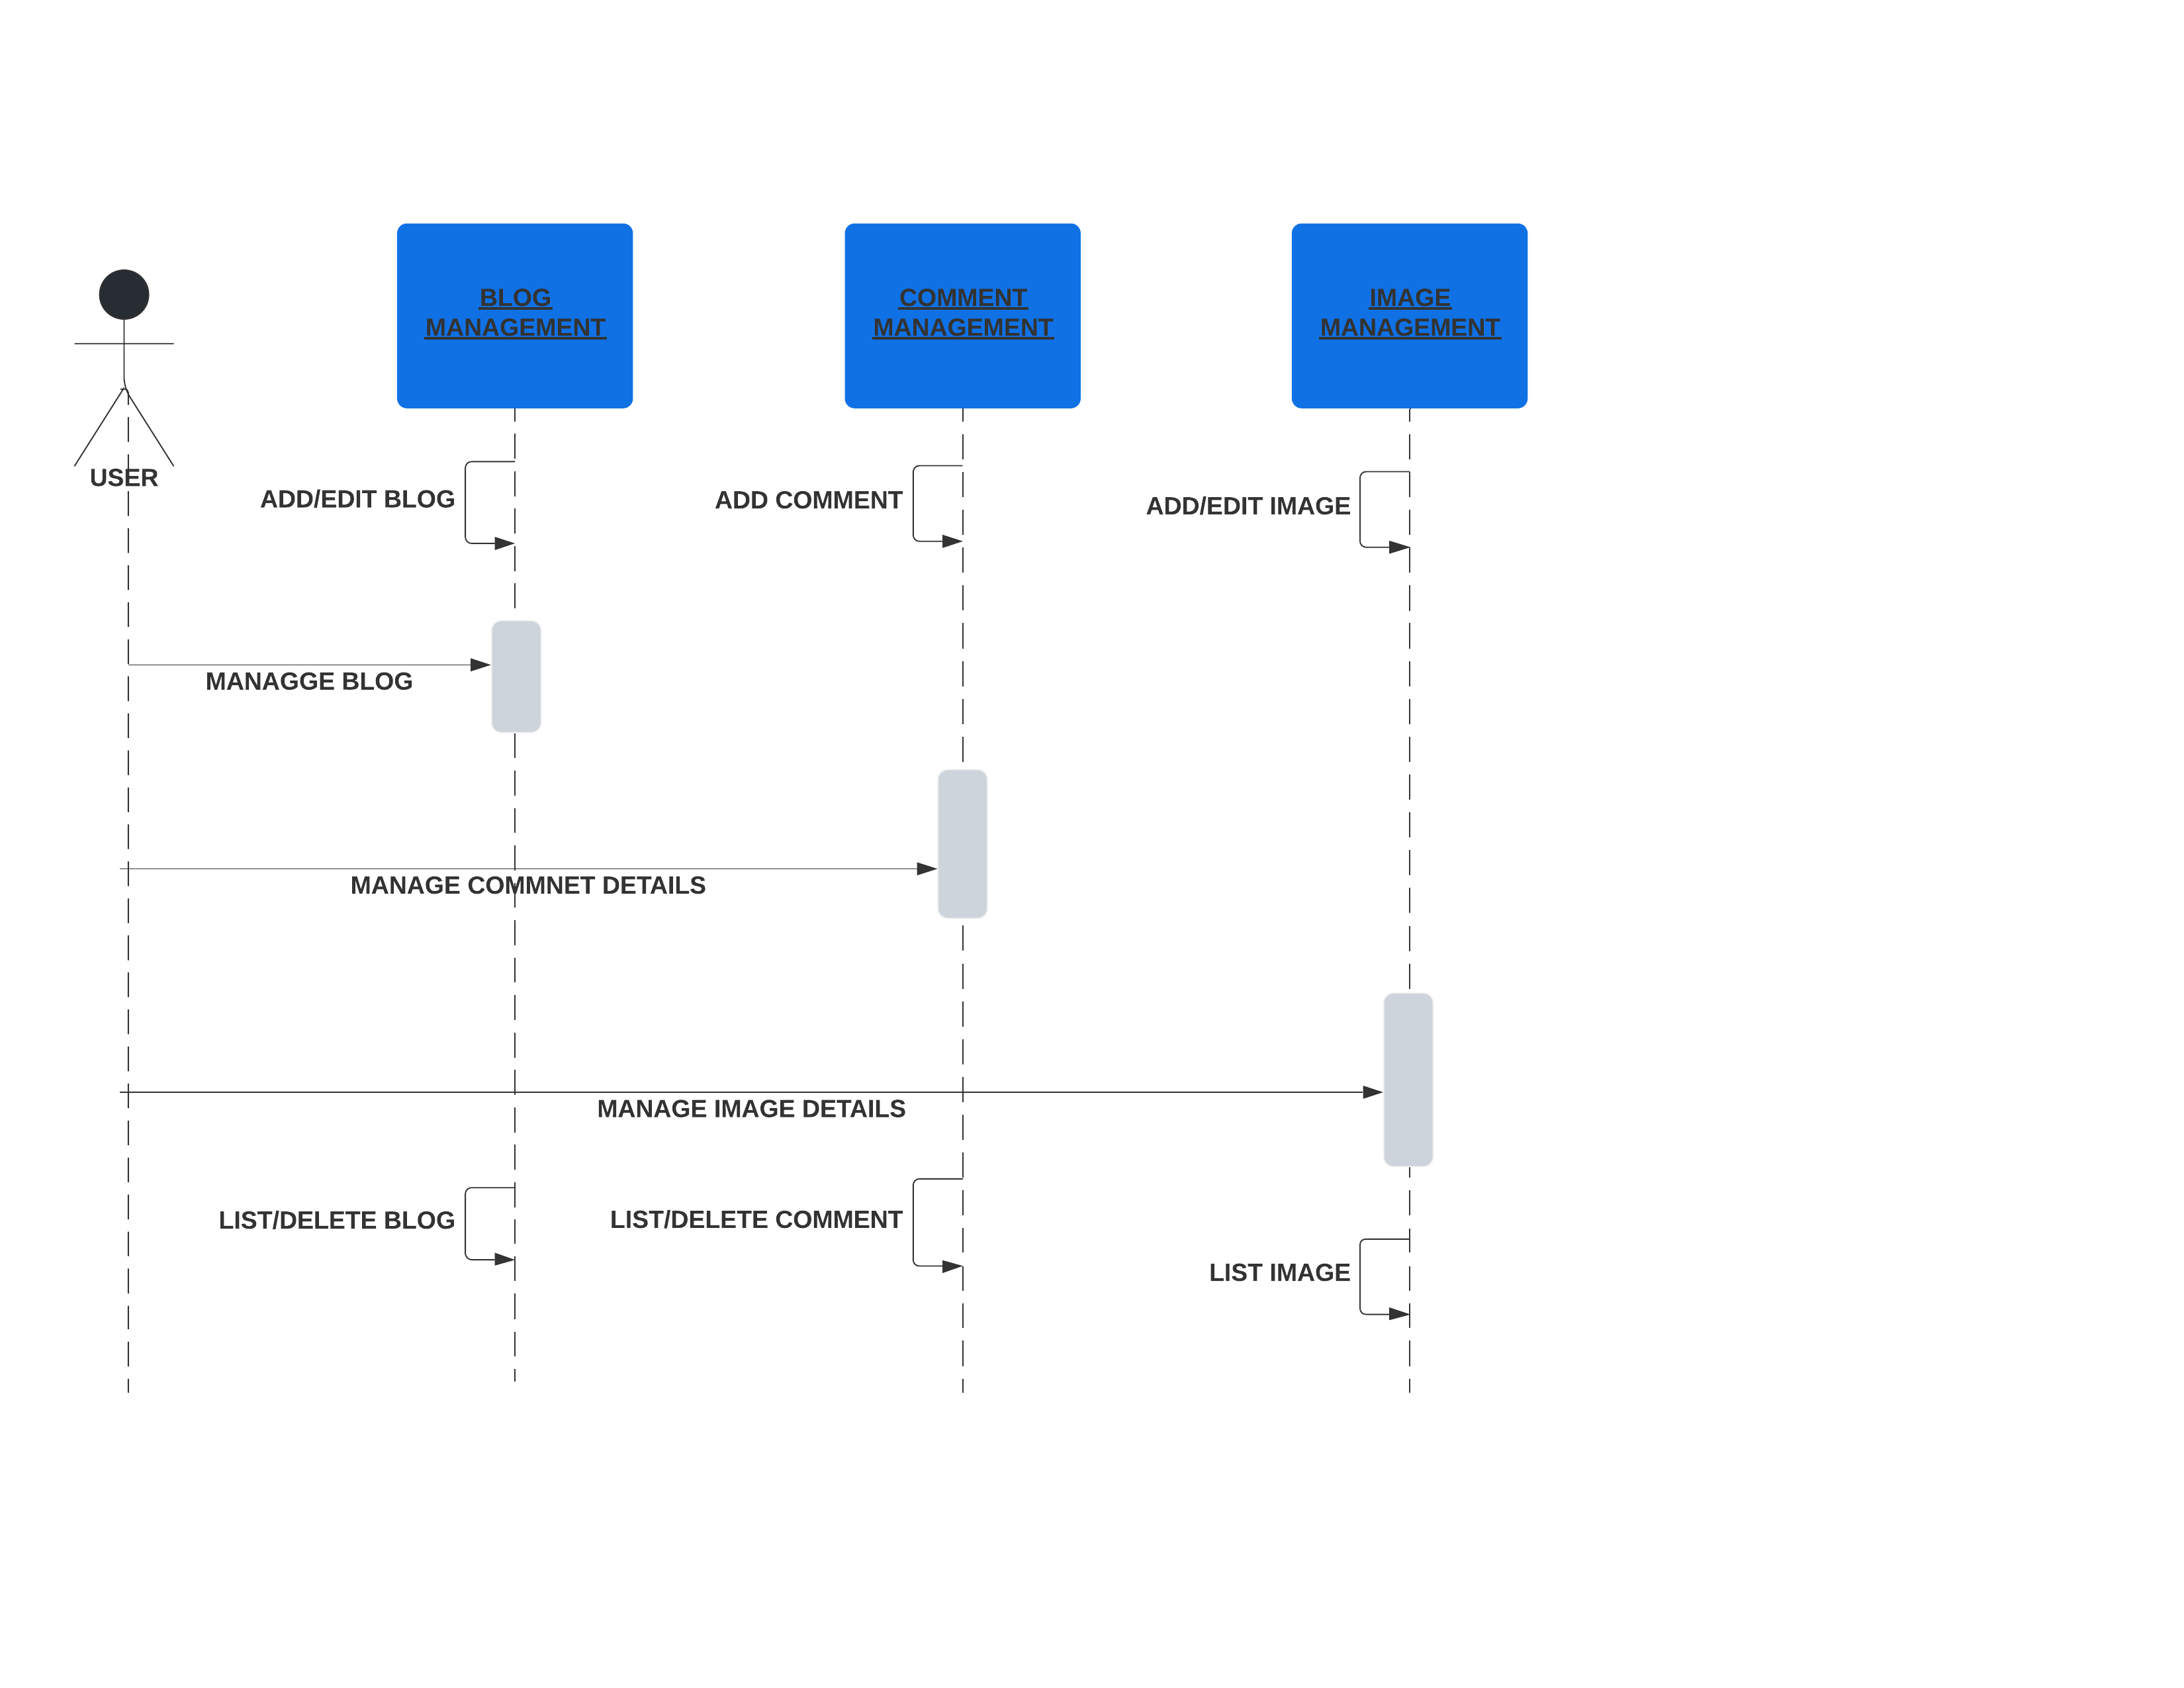 BLOG
MANAGEMENT
COMMENT
MANAGEMENT
IMAGE
MANAGEMENT
USER
ADD/EDIT BLOG
ADD COMMENT
ADD/EDIT IMAGE
MANAGGE BLOG
MANAGE COMMNET DETAILS
MANAGE IMAGE DETAILS
LIST/DELETE BLOG
LIST/DELETE COMMENT
LIST IMAGE